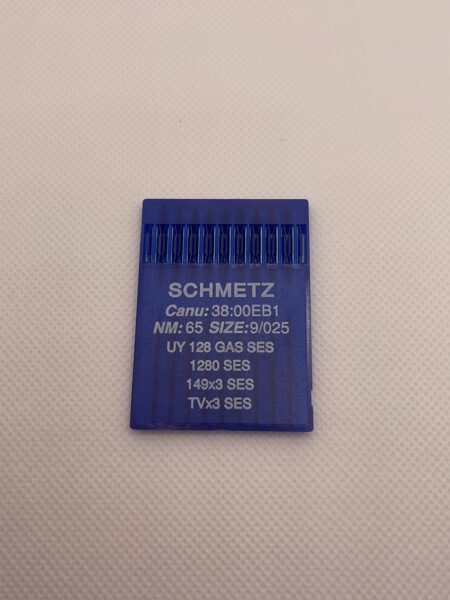 SCHMETZ
Canu: 38:00EB1
NM: 65 SIZE:9/025
UY 128 GAS SES
1280 SES
149x3 SES
TVx3 SES